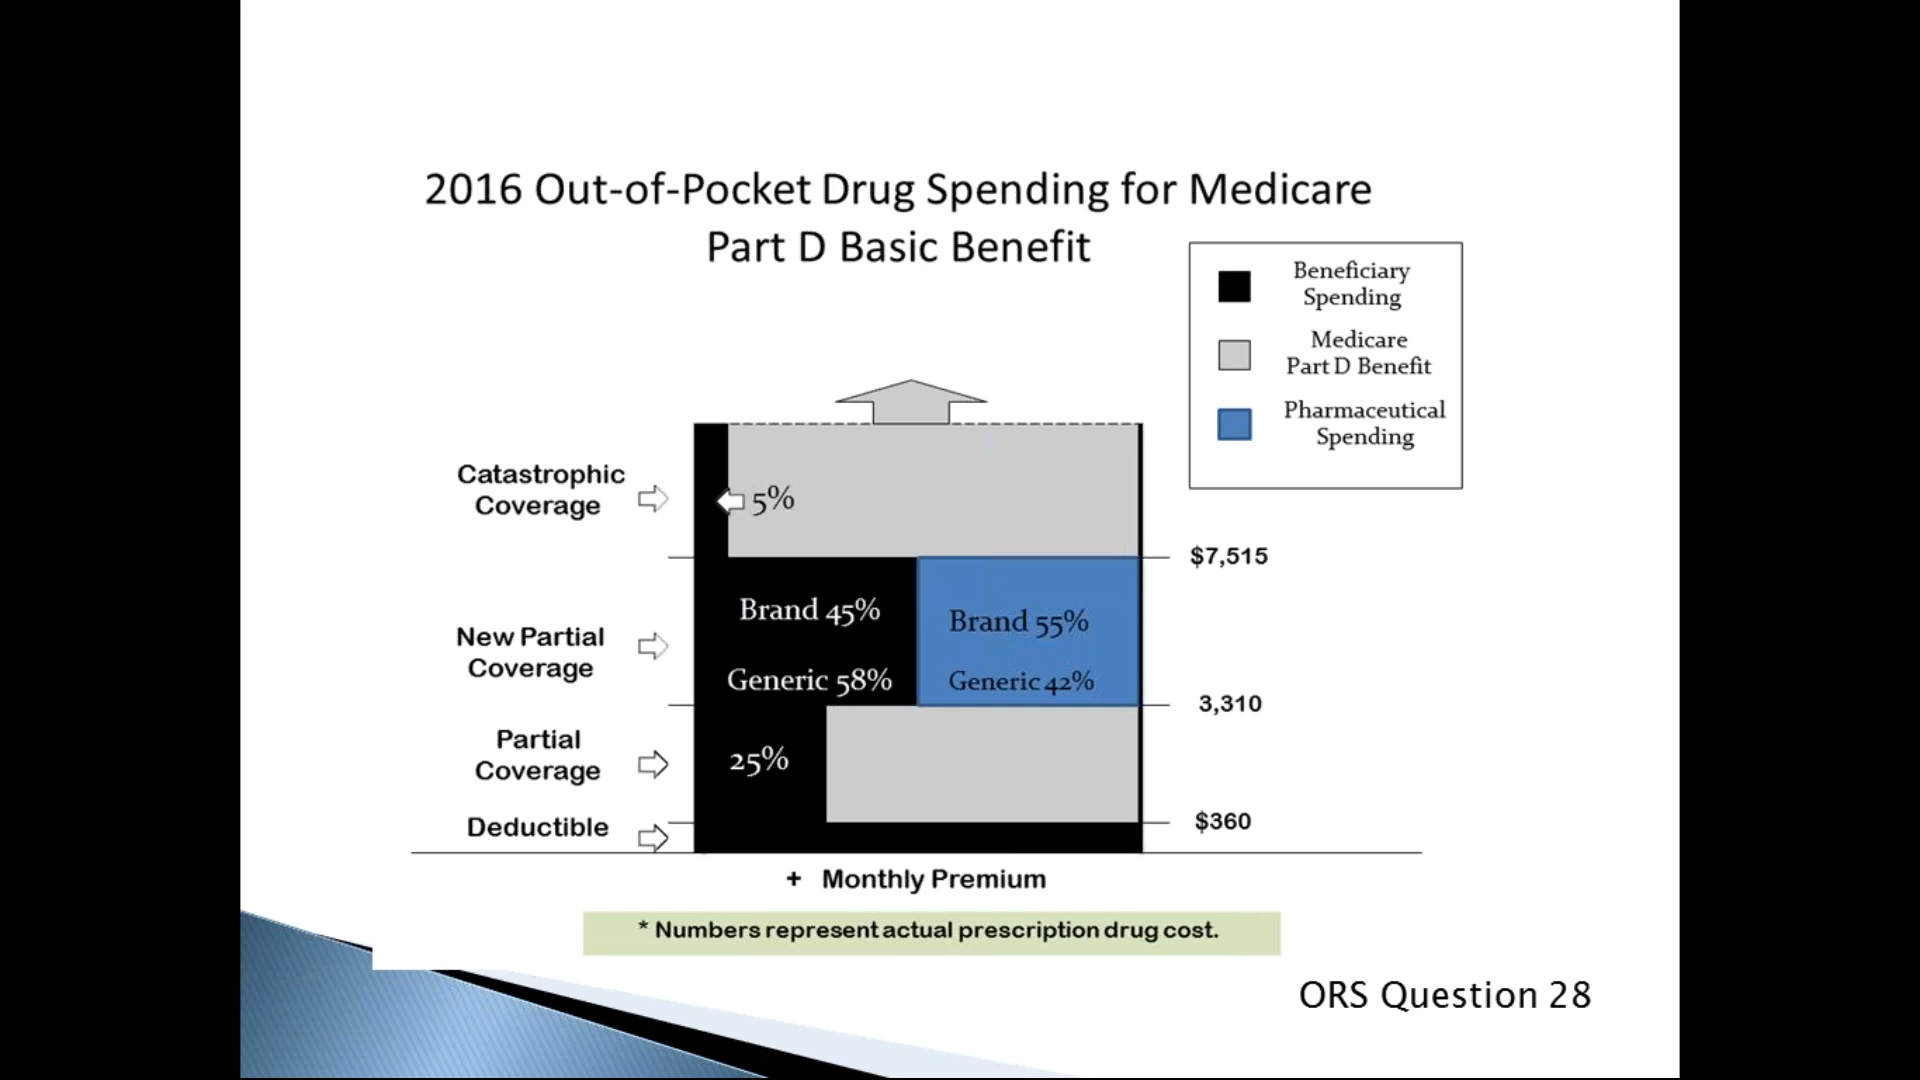 2016 Out-of-Pocket Drug Spending for Medicare
Part D Basic Benefit
Beneficiary
Spending
Medicare
Part D Benefit
Pharmaceutical
Spending
Catastrophic
Coverage
5%
$7,515
Brand 45%
Brand 55%
New Partial
Coverage
Generic 58%
Generic 42%
3,310
Partial
Coverage
25%
Deductible
$360
+ Monthly Premium
* Numbers represent actual prescription drug cost.
ORS Question 28